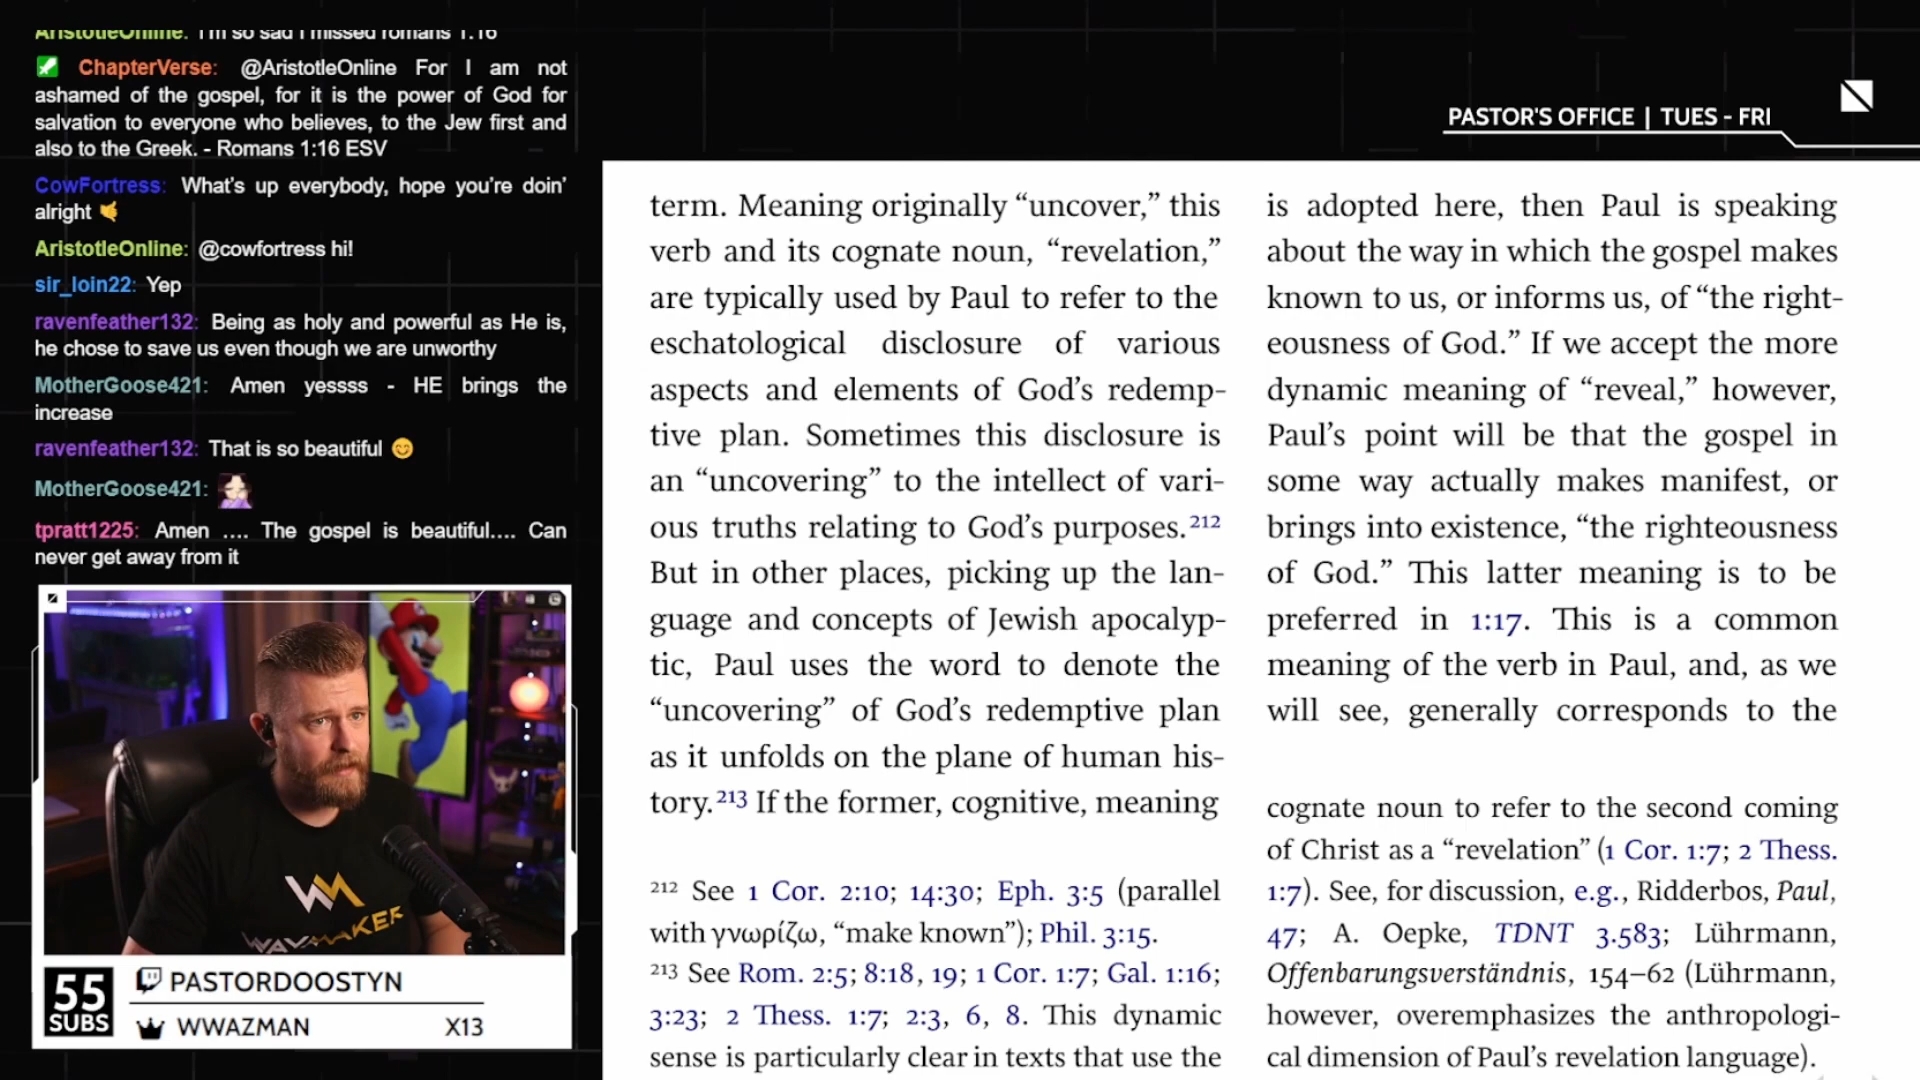 AristotleOnline: I'm so sad I missed romans 1:16
ChapterVerse: @AristotleOnline For I am not
ashamed of the gospel, for it is the power of God for
salvation to everyone who believes, to the Jew first and
also to the Greek. - Romans 1:16 ESV
CowFortress: What's up everybody, hope you're doin'
alright
AristotleOnline: @cowfortress hi!
sir_loin22: Yep
ravenfeather132: Being as holy and powerful as He is,
he chose to save us even though we are unworthy
MotherGoose421: Amen yessss - HE brings the
increase
ravenfeather132: That is so beautiful 😊
MotherGoose421:
tpratt1225: Amen .... The gospel is beautiful.... Can
never get away from it
WM
WAYMAKER
55
SUBS
PASTORDOOSTYN
WWAZMAN X13
PASTOR'S OFFICE | TUES - FRI
term. Meaning originally “uncover,” this
verb and its cognate noun, “revelation,”
are typically used by Paul to refer to the
eschatological disclosure of various
aspects and elements of God’s redemp-
tive plan. Sometimes this disclosure is
an “uncovering” to the intellect of vari-
ous truths relating to God’s purposes.212
But in other places, picking up the lan-
guage and concepts of Jewish apocalyp-
tic, Paul uses the word to denote the
“uncovering” of God’s redemptive plan
as it unfolds on the plane of human his-
tory.213 If the former, cognitive, meaning
212 See 1 Cor. 2:10; 14:30; Eph. 3:5 (parallel
with γνωρίζω, “make known”); Phil. 3:15.
213 See Rom. 2:5; 8:18, 19; 1 Cor. 1:7; Gal. 1:16;
3:23; 2 Thess. 1:7; 2:3, 6, 8. This dynamic
sense is particularly clear in texts that use the
is adopted here, then Paul is speaking
about the way in which the gospel makes
known to us, or informs us, of “the right-
eousness of God.” If we accept the more
dynamic meaning of “reveal,” however,
Paul’s point will be that the gospel in
some way actually makes manifest, or
brings into existence, “the righteousness
of God.” This latter meaning is to be
preferred in 1:17. This is a common
meaning of the verb in Paul, and, as we
will see, generally corresponds to the
cognate noun to refer to the second coming
of Christ as a “revelation” (1 Cor. 1:7; 2 Thess.
1:7). See, for discussion, e.g., Ridderbos, Paul,
47; A. Oepke, TDNT 3.583; Lührmann,
Offenbarungsverständnis, 154–62 (Lührmann,
however, overemphasizes the anthropologi-
cal dimension of Paul’s revelation language).